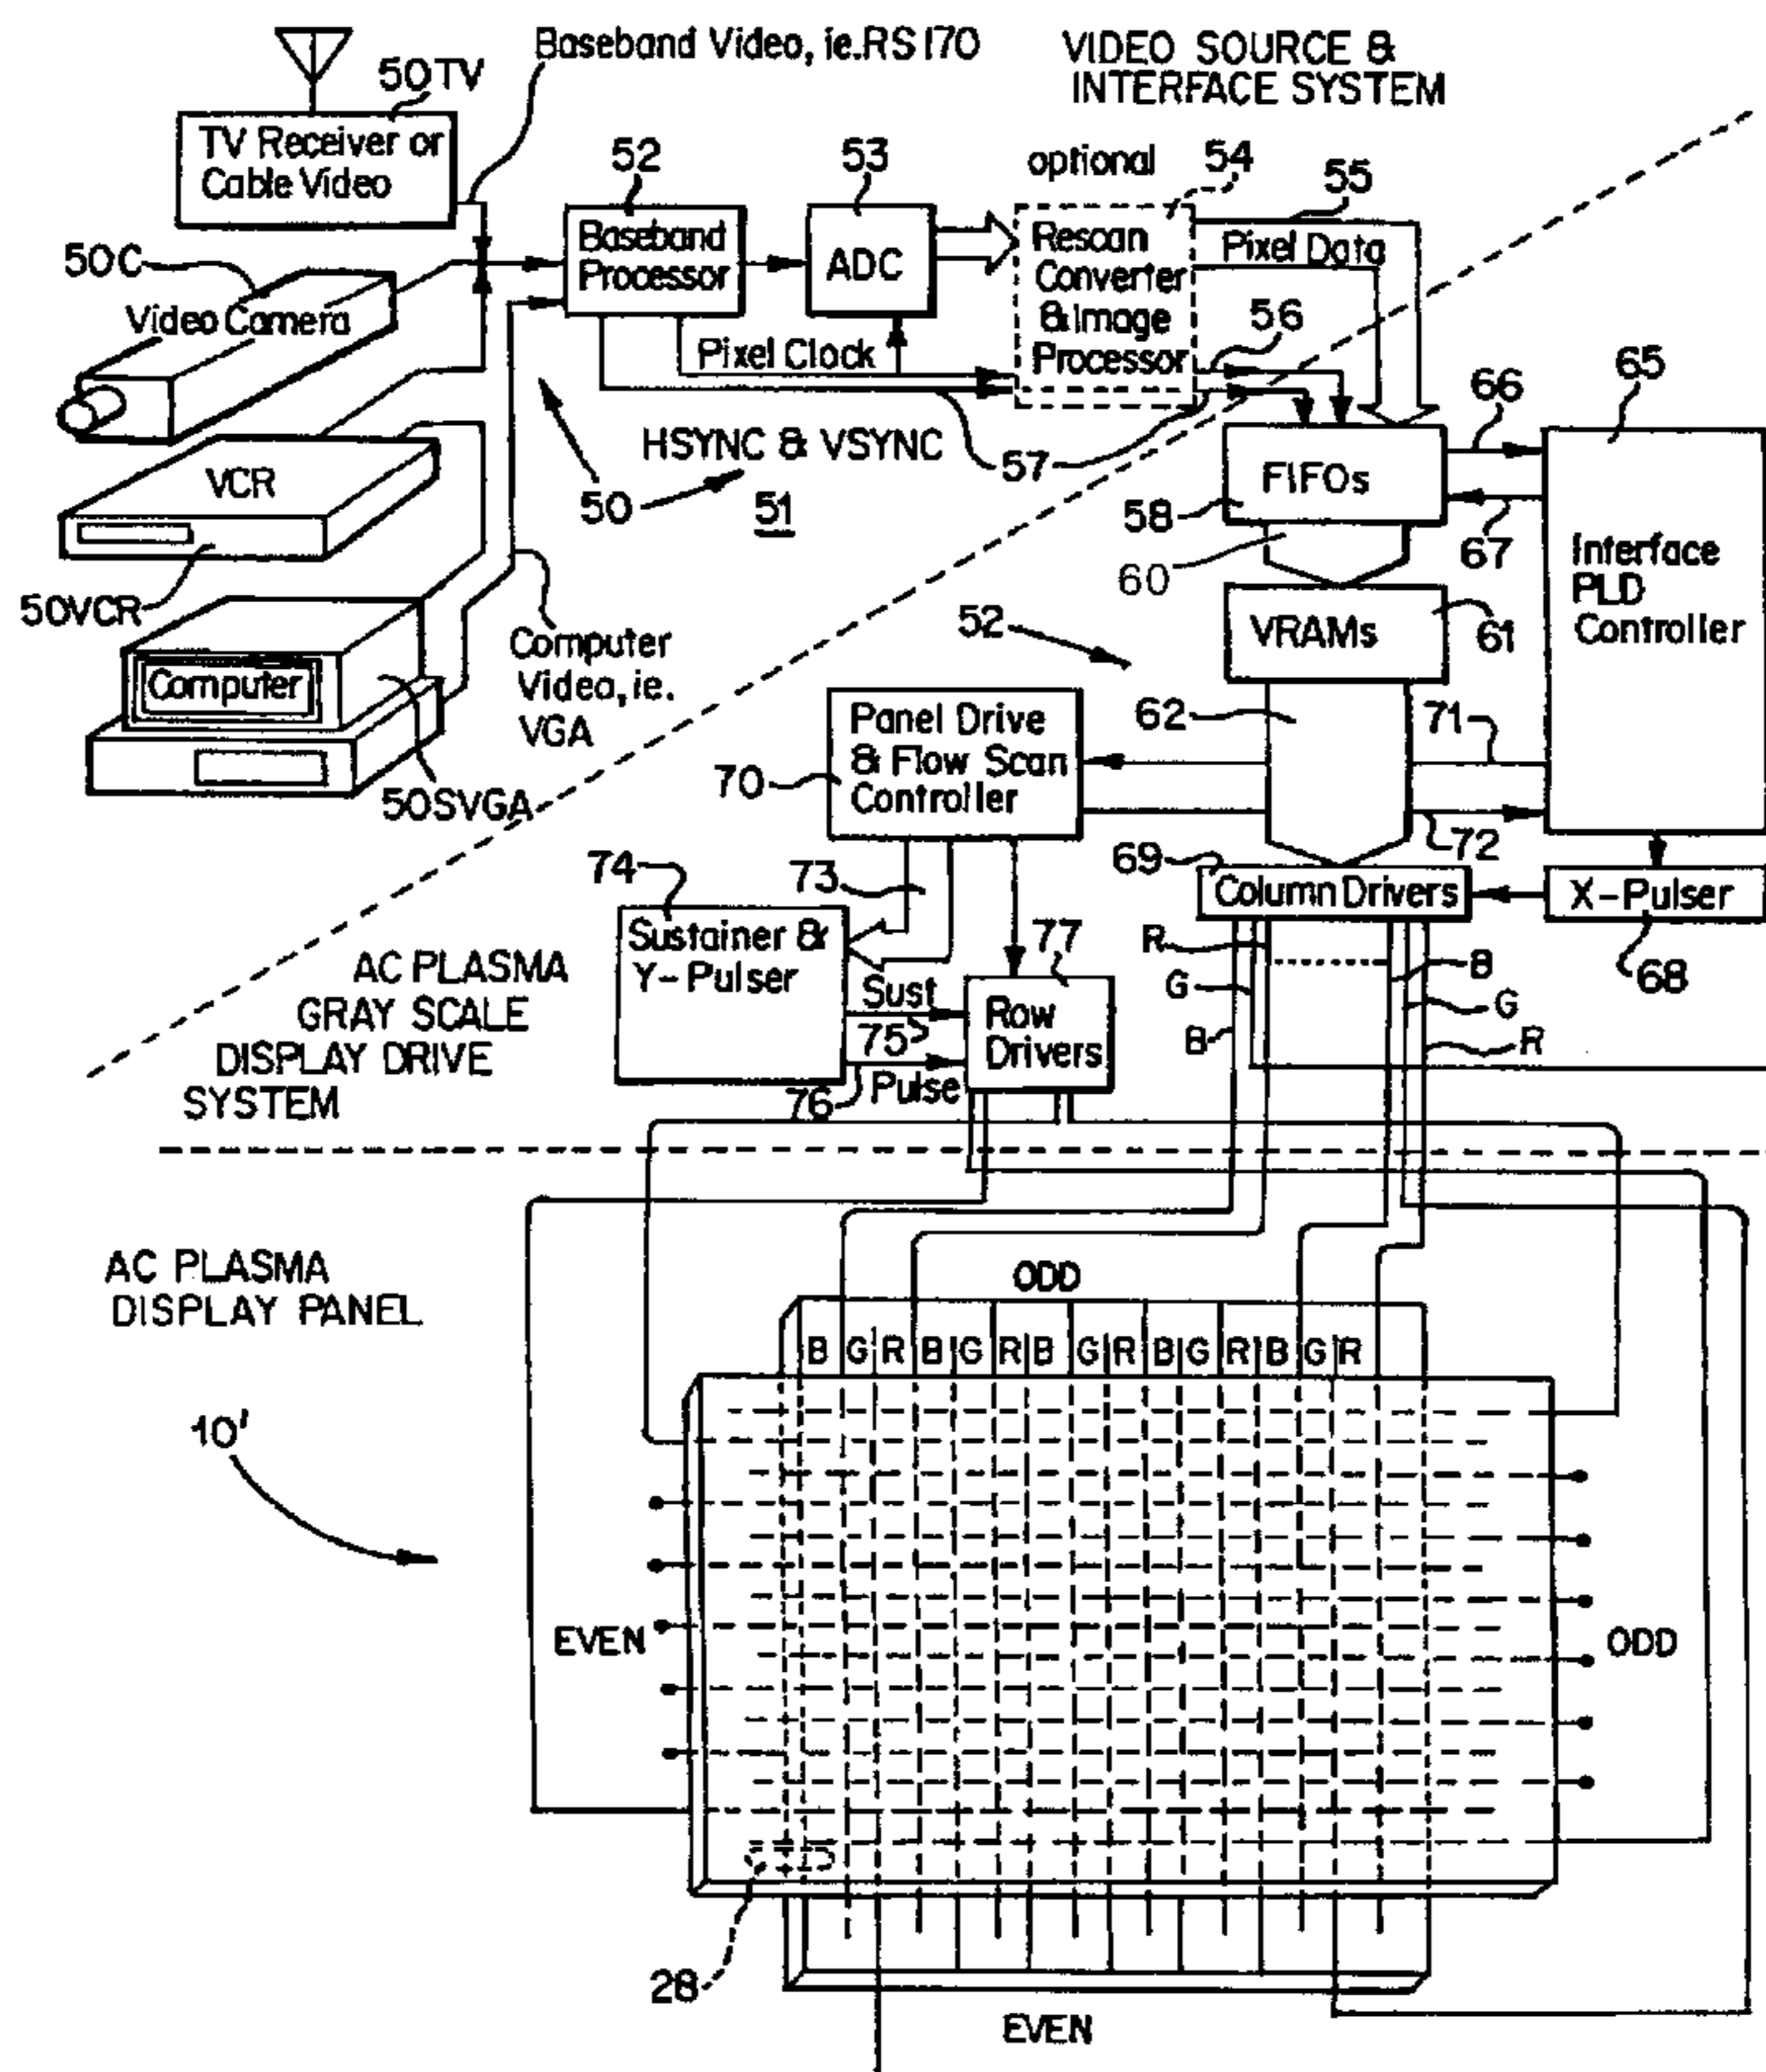 Baseband Video, ie.RS170
VIDEO SOURCE &
INTERFACE SYSTEM
50TV
TV Receiver or
Cable Video
52
53
optional
54
55
50C
Video Camera
Baseband
Processor
ADC
Rescan
Converter
& Image
Processor
Pixel Data
56
Pixel Clock
65
66
HSYNC & VSYNC
57
VCR
50
51
58
FIFOs
67
60
Interface
PLD
Controller
50VCR
52
VRAMs
61
Computer
Computer
Video, ie.
VGA
50SVGA
Panel Drive
& Flow Scan
Controller
70
62
71
72
69
Column Drivers
X-Pulser
68
74
73
Sustainer &
Y-Pulser
77
R
G
B
B
G
R
AC PLASMA
GRAY SCALE
DISPLAY DRIVE
SYSTEM
Sust
75
Row
Drivers
76
Pulse
AC PLASMA
DISPLAY PANEL
ODD
B G R B G R B G R B G R B G R
10'
EVEN
ODD
28
EVEN